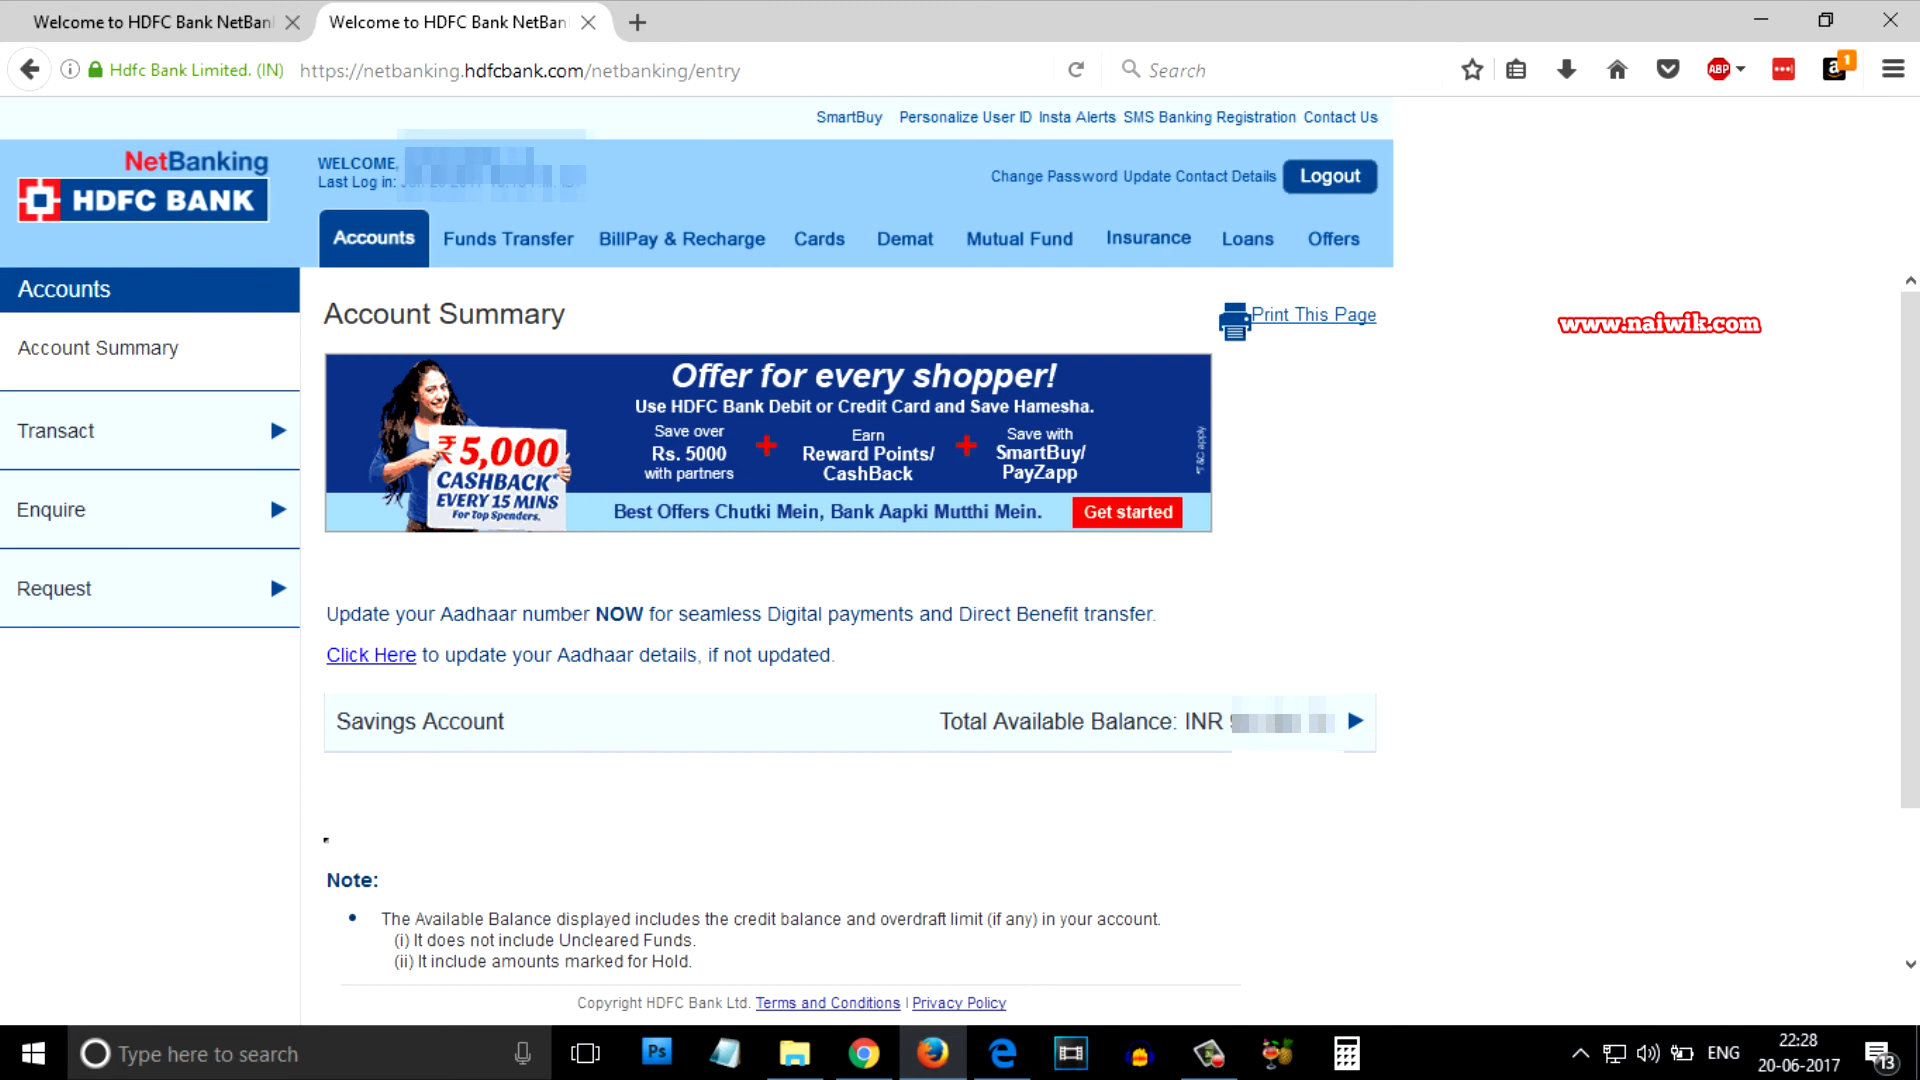 Welcome to HDFC Bank NetBan
Welcome to HDFC Bank NetBan
Hdfc Bank Limited. (IN)
https://netbanking.hdfcbank.com/netbanking/entry
Search
ABP
a
1
SmartBuy Personalize User ID Insta Alerts SMS Banking Registration Contact Us
NetBanking
HDFC BANK
WELCOME,
Last Log in:
Change Password Update Contact Details Logout
Accounts Funds Transfer BillPay & Recharge Cards Demat Mutual Fund Insurance Loans Offers
Accounts
Account Summary
Transact
Enquire
Request
Account Summary
Print This Page
www.naiwik.com
Offer for every shopper!
Use HDFC Bank Debit or Credit Card and Save Hamesha.
Save over
Rs. 5000
with partners
+
Earn
Reward Points/
CashBack
+
Save with
SmartBuy/
PayZapp
*T&C apply
₹5,000
CASHBACK*
EVERY 15 MINS
For Top Spenders.
Best Offers Chutki Mein, Bank Aapki Mutthi Mein.
Get started
Update your Aadhaar number NOW for seamless Digital payments and Direct Benefit transfer.
Click Here to update your Aadhaar details, if not updated.
Savings Account
Total Available Balance: INR
Note:
• The Available Balance displayed includes the credit balance and overdraft limit (if any) in your account.
(i) It does not include Uncleared Funds.
(ii) It include amounts marked for Hold.
Copyright HDFC Bank Ltd. Terms and Conditions | Privacy Policy
Type here to search
Ps
ENG
22:28
20-06-2017
13